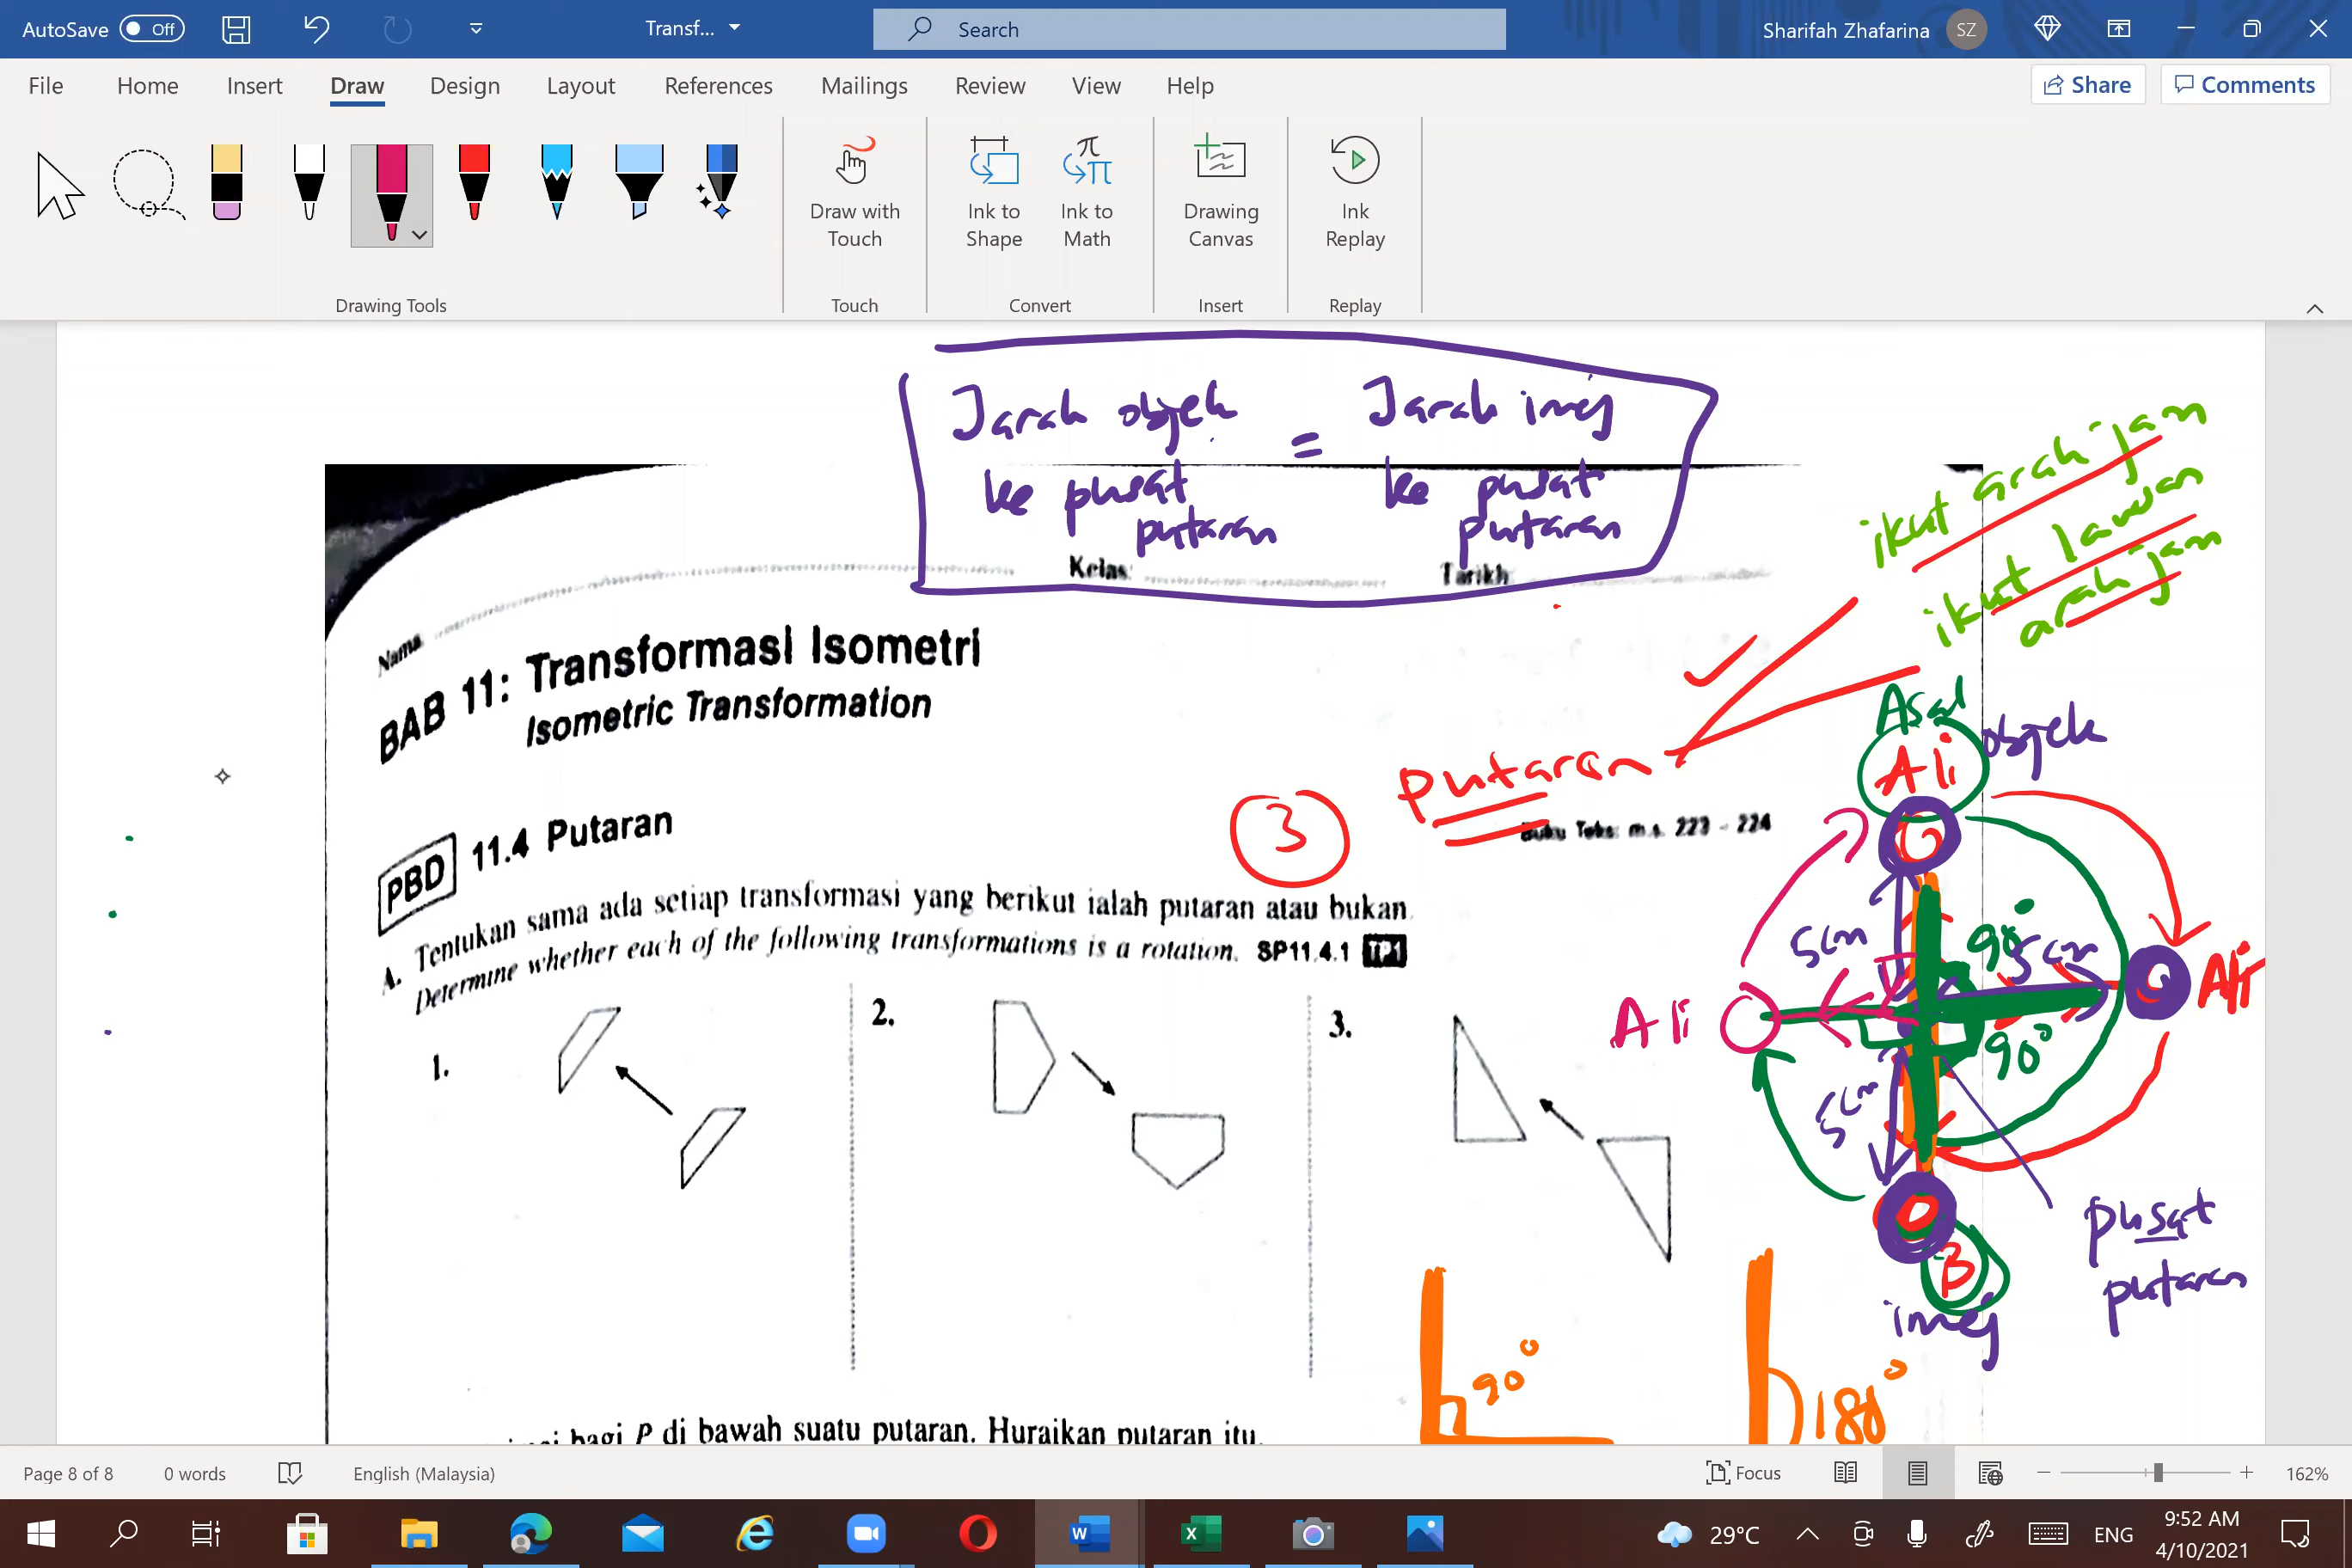 AutoSave Off
Transf...
Search
Sharifah Zhafarina SZ
File Home Insert Draw Design Layout References Mailings Review View Help
Share Comments
Draw with Touch
Ink to Shape
Ink to Math
Drawing Canvas
Ink Replay
Drawing Tools Touch Convert Insert Replay
Jarak objek = Jarak imej
ke pusat ke pusat
putaran putaran
ikut arah jam
ikut lawan
arah jam
Kelas: Tarikh:
Nama
BAB 11: Transformasi Isometri
Isometric Transformation
Asal
Ali objek
putaran
3
Buku Teks: m.s. 223 - 224
PBD 11.4 Putaran
A. Tentukan sama ada setiap transformasi yang berikut ialah putaran atau bukan.
Determine whether each of the following transformations is a rotation. SP11.4.1 TP1
5cm 90° 5cm
Ali
Ali
90°
5cm
1.
2.
3.
pusat
putaran
B
imej
90°
180°
bagi P di bawah suatu putaran. Huraikan putaran itu.
Page 8 of 8 0 words English (Malaysia) Focus 162%
29°C ENG 9:52 AM
4/10/2021